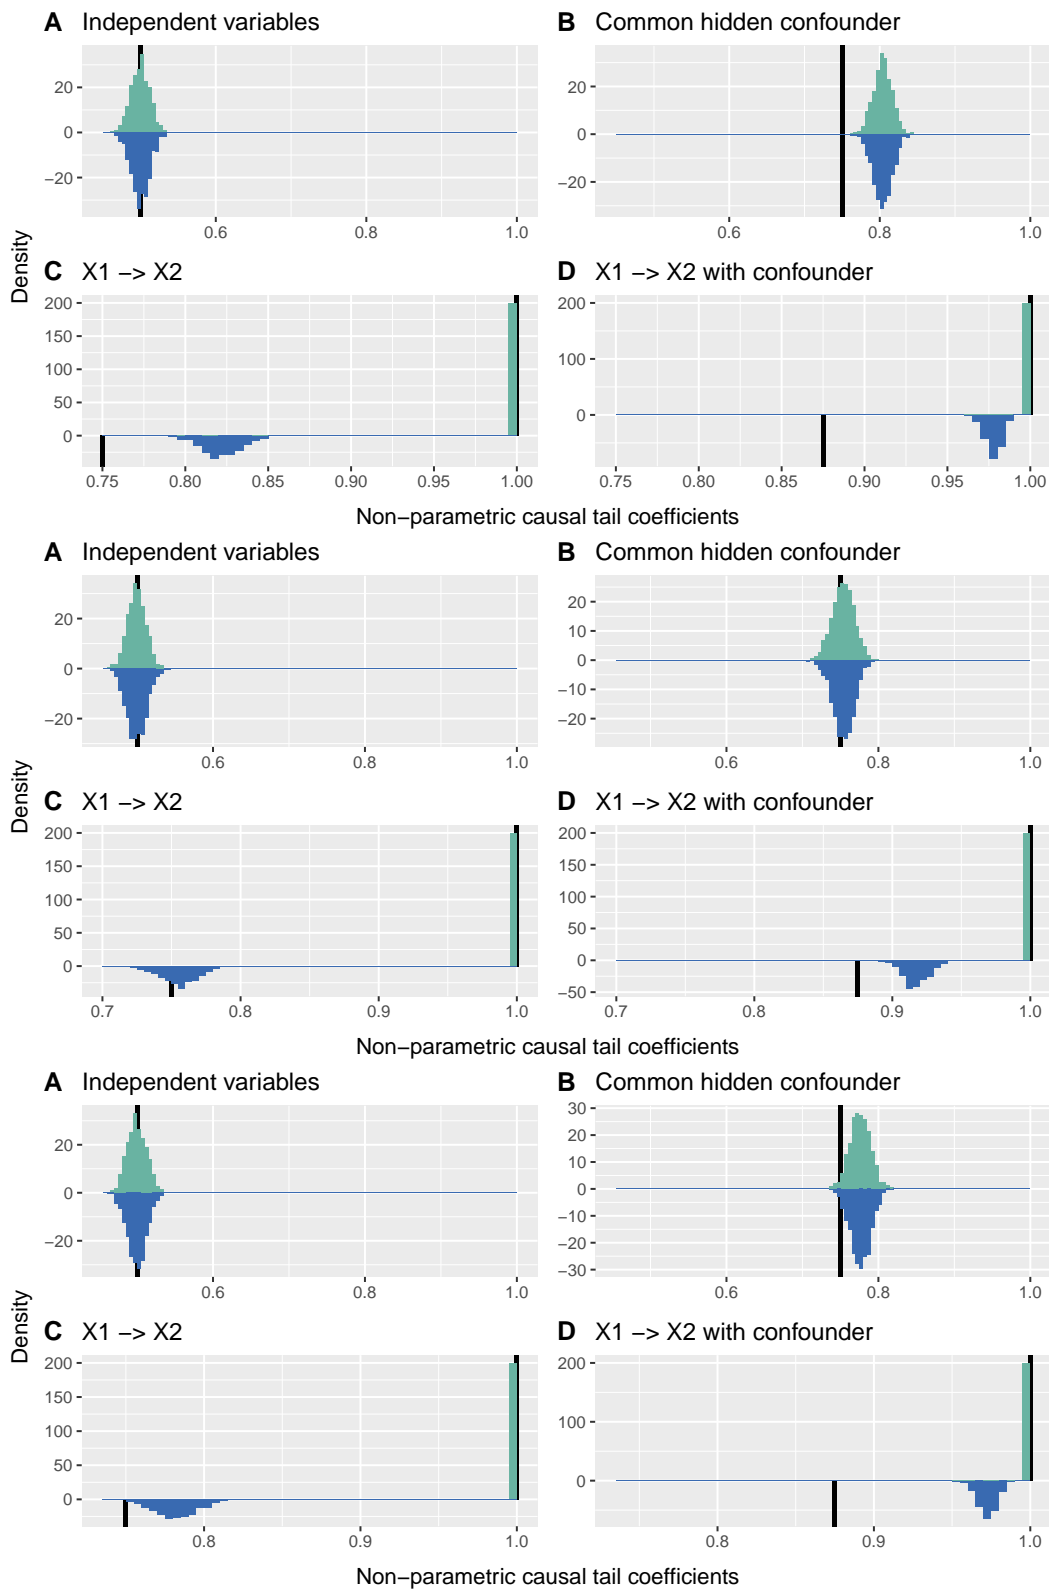 A Independent variables
B Common hidden confounder
20
0
−20
0.6 0.8 1.0
20
0
−20
0.6 0.8 1.0
Density
C X1 −> X2
D X1 −> X2 with confounder
200
150
100
50
0
0.75 0.80 0.85 0.90 0.95 1.00
200
100
0
0.75 0.80 0.85 0.90 0.95 1.00
Non−parametric causal tail coefficients
A Independent variables
B Common hidden confounder
20
0
−20
0.6 0.8 1.0
20
10
0
−10
−20
0.6 0.8 1.0
Density
C X1 −> X2
D X1 −> X2 with confounder
200
150
100
50
0
0.7 0.8 0.9 1.0
200
150
100
50
0
−50
0.7 0.8 0.9 1.0
Non−parametric causal tail coefficients
A Independent variables
B Common hidden confounder
20
0
−20
0.6 0.8 1.0
30
20
10
0
−10
−20
−30
0.6 0.8 1.0
Density
C X1 −> X2
D X1 −> X2 with confounder
200
150
100
50
0
0.8 0.9 1.0
200
100
0
0.8 0.9 1.0
Non−parametric causal tail coefficients